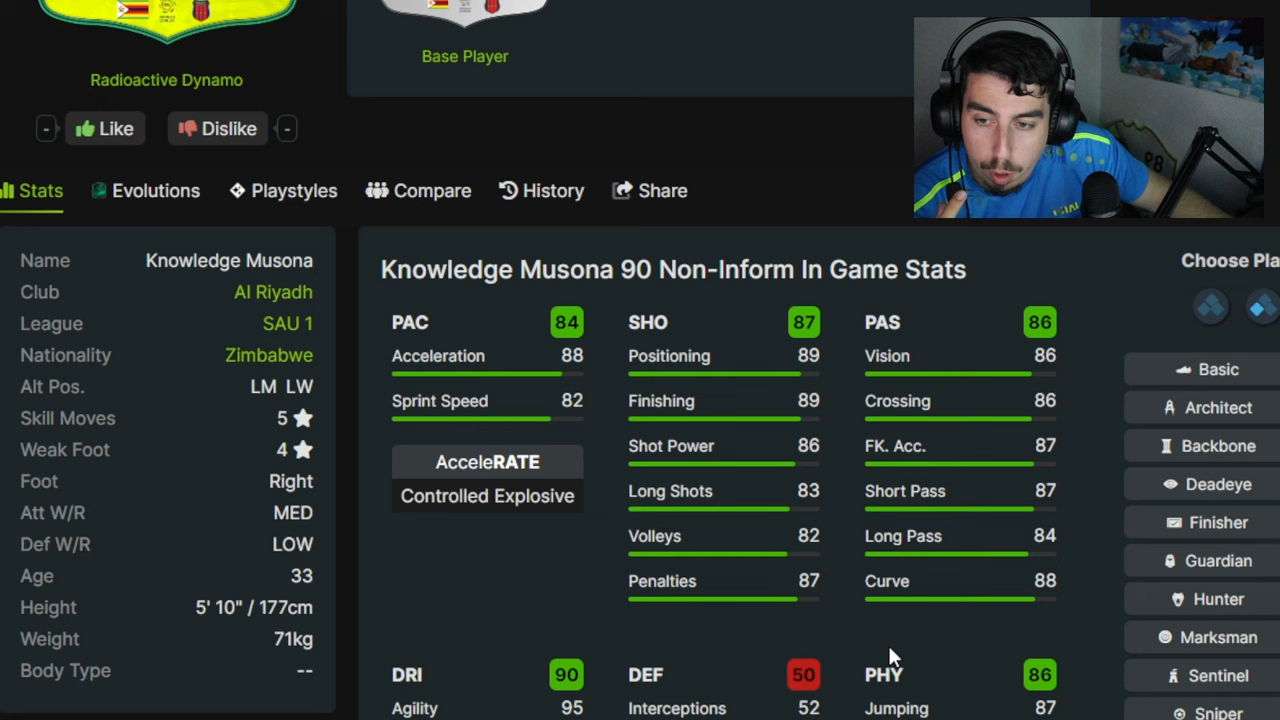 Radioactive Dynamo
Base Player
-
Like
Dislike
-
Stats
Evolutions
Playstyles
Compare
History
Share
Name Knowledge Musona
Club Al Riyadh
League SAU 1
Nationality Zimbabwe
Alt Pos. LM LW
Skill Moves 5
Weak Foot 4
Foot Right
Att W/R MED
Def W/R LOW
Age 33
Height 5' 10" / 177cm
Weight 71kg
Body Type --
Knowledge Musona 90 Non-Inform In Game Stats
PAC 84
Acceleration 88
Sprint Speed 82
AcceleRATE
Controlled Explosive
SHO 87
Positioning 89
Finishing 89
Shot Power 86
Long Shots 83
Volleys 82
Penalties 87
PAS 86
Vision 86
Crossing 86
FK. Acc. 87
Short Pass 87
Long Pass 84
Curve 88
DRI 90
Agility 95
DEF 50
Interceptions 52
PHY 86
Jumping 87
Choose Pla
Basic
Architect
Backbone
Deadeye
Finisher
Guardian
Hunter
Marksman
Sentinel
Sniper